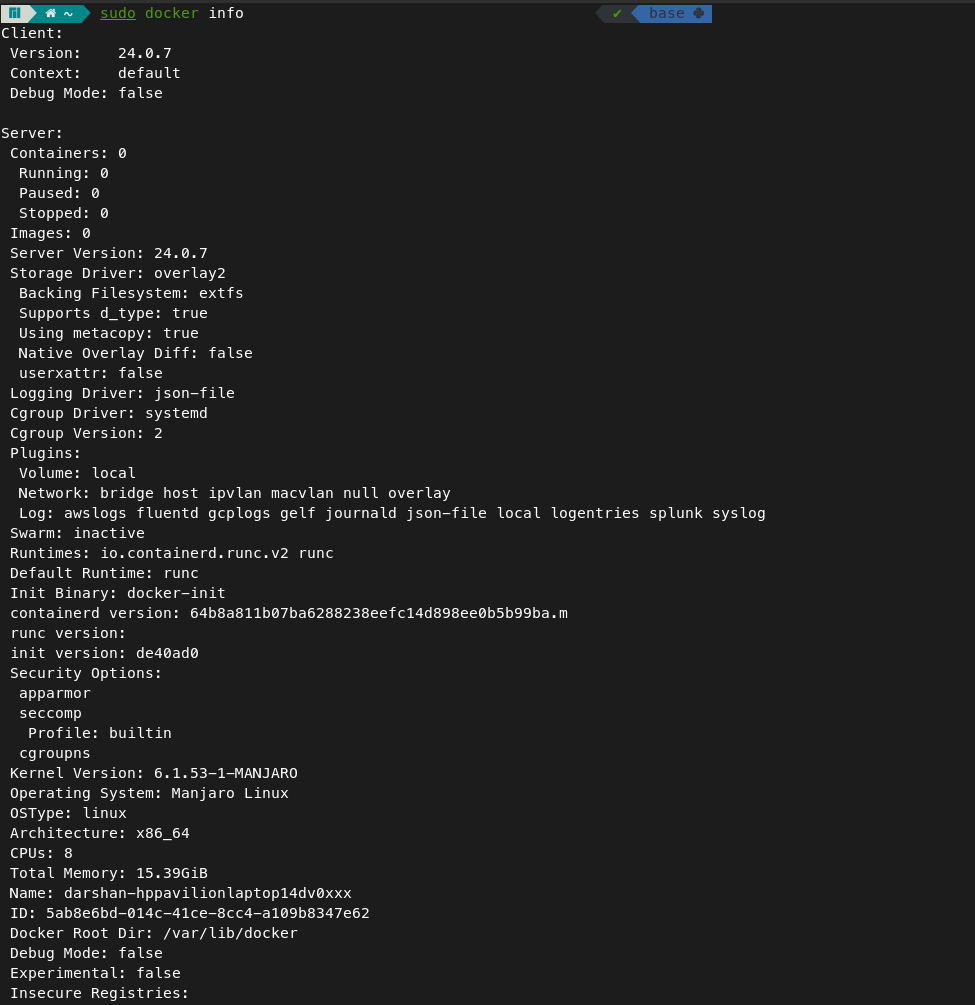 ~ sudo docker info ✔ base
Client:
 Version:    24.0.7
 Context:    default
 Debug Mode: false

Server:
 Containers: 0
  Running: 0
  Paused: 0
  Stopped: 0
 Images: 0
 Server Version: 24.0.7
 Storage Driver: overlay2
  Backing Filesystem: extfs
  Supports d_type: true
  Using metacopy: true
  Native Overlay Diff: false
  userxattr: false
 Logging Driver: json-file
 Cgroup Driver: systemd
 Cgroup Version: 2
 Plugins:
  Volume: local
  Network: bridge host ipvlan macvlan null overlay
  Log: awslogs fluentd gcplogs gelf journald json-file local logentries splunk syslog
 Swarm: inactive
 Runtimes: io.containerd.runc.v2 runc
 Default Runtime: runc
 Init Binary: docker-init
 containerd version: 64b8a811b07ba6288238eefc14d898ee0b5b99ba.m
 runc version:
 init version: de40ad0
 Security Options:
  apparmor
  seccomp
   Profile: builtin
  cgroupns
 Kernel Version: 6.1.53-1-MANJARO
 Operating System: Manjaro Linux
 OSType: linux
 Architecture: x86_64
 CPUs: 8
 Total Memory: 15.39GiB
 Name: darshan-hppavilionlaptop14dv0xxx
 ID: 5ab8e6bd-014c-41ce-8cc4-a109b8347e62
 Docker Root Dir: /var/lib/docker
 Debug Mode: false
 Experimental: false
 Insecure Registries: